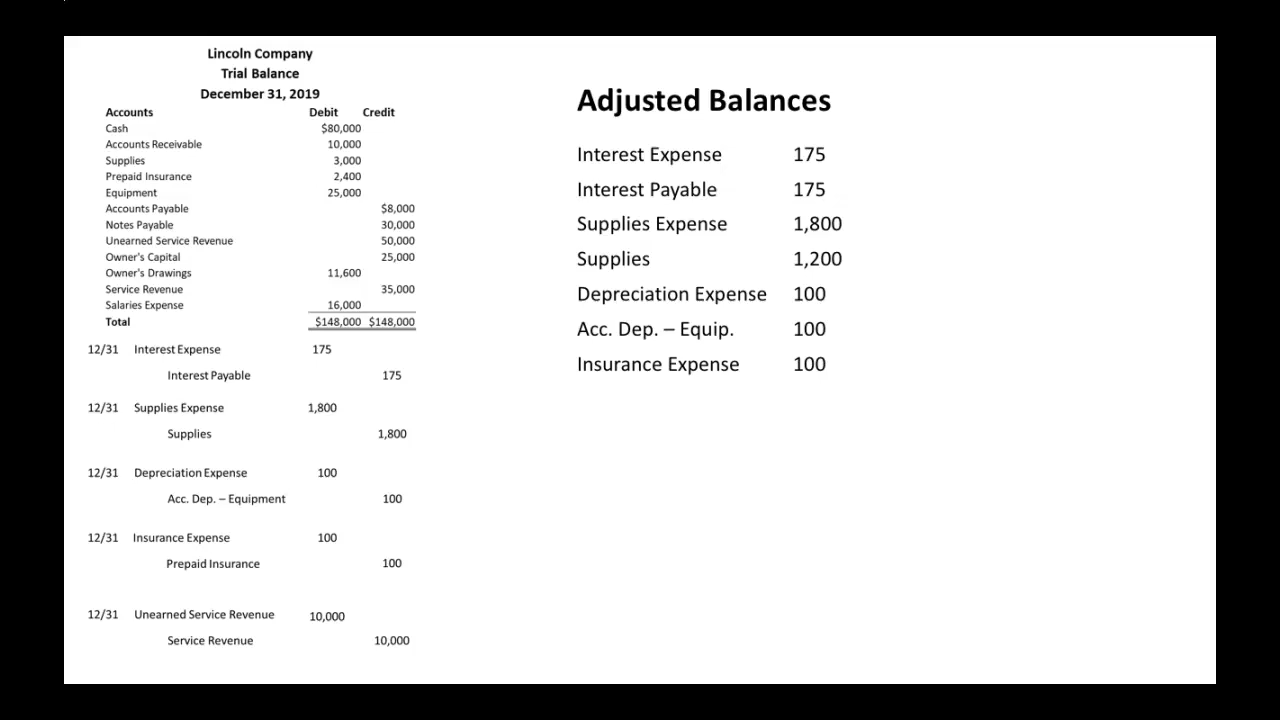 Lincoln Company
Trial Balance
December 31, 2019
Accounts Debit Credit
Cash $80,000
Accounts Receivable 10,000
Supplies 3,000
Prepaid Insurance 2,400
Equipment 25,000
Accounts Payable $8,000
Notes Payable 30,000
Unearned Service Revenue 50,000
Owner's Capital 25,000
Owner's Drawings 11,600
Service Revenue 35,000
Salaries Expense 16,000
Total $148,000 $148,000
12/31 Interest Expense 175
Interest Payable 175
12/31 Supplies Expense 1,800
Supplies 1,800
12/31 Depreciation Expense 100
Acc. Dep. – Equipment 100
12/31 Insurance Expense 100
Prepaid Insurance 100
12/31 Unearned Service Revenue 10,000
Service Revenue 10,000
Adjusted Balances
Interest Expense 175
Interest Payable 175
Supplies Expense 1,800
Supplies 1,200
Depreciation Expense 100
Acc. Dep. – Equip. 100
Insurance Expense 100